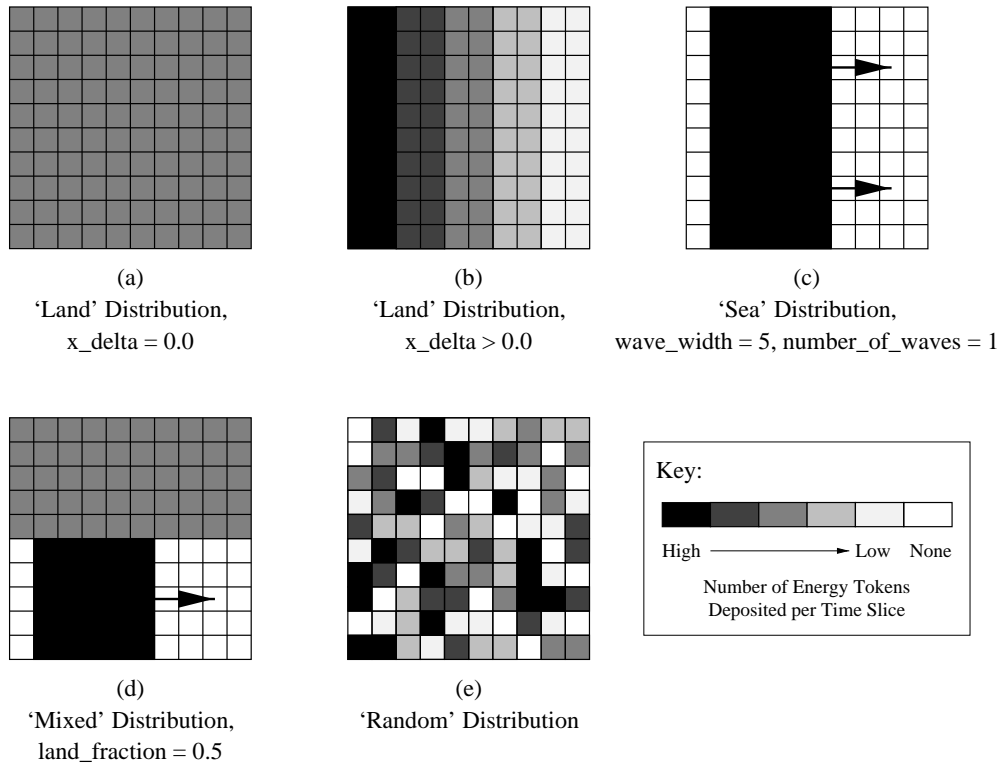 (a)
‘Land’ Distribution,
x_delta = 0.0
(b)
‘Land’ Distribution,
x_delta > 0.0
(c)
‘Sea’ Distribution,
wave_width = 5, number_of_waves = 1
(d)
‘Mixed’ Distribution,
land_fraction = 0.5
(e)
‘Random’ Distribution
Key:
High Low None
Number of Energy Tokens
Deposited per Time Slice